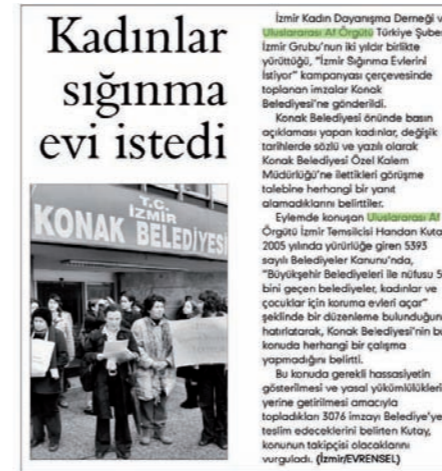 Kadınlar
sığınma
evi istedi
T.C.
İZMİR
KONAK BELEDİYES
İzmir Kadın Dayanışma Derneği v
Uluslararası Af Örgütü Türkiye Şube
İzmir Grubu'nun iki yıldır birlikte
yürüttüğü, "İzmir Sığınma Evlerini
İstiyor" kampanyası çerçevesinde
toplanan imzalar Konak
Belediyesi'ne gönderildi.
Konak Belediyesi önünde basın
açıklaması yapan kadınlar, değişik
tarihlerde sözlü ve yazılı olarak
Konak Belediyesi Özel Kalem
Müdürlüğü'ne ilettikleri görüşme
talebine herhangi bir yanıt
alamadıklarını belirttiler.
Eylemde konuşan Uluslararası Af
Örgütü İzmir Temsilcisi Handan Kuta
2005 yılında yürürlüğe giren 5393
sayılı Belediyeler Kanunu'nda,
"Büyükşehir Belediyeleri ile nüfusu 5
bini geçen belediyeler, kadınlar ve
çocuklar için koruma evleri açar"
şeklinde bir düzenleme bulunduğun
hatırlatarak, Konak Belediyesi'nin b
konuda herhangi bir çalışma
yapmadığını belirtti.
Bu konuda gerekli hassasiyetin
gösterilmesi ve yasal yükümlülükleri
yerine getirilmesi amacıyla
topladıkları 3076 imzayı Belediye'ye
teslim edeceklerini belirten Kutay,
konunun takipçisi olacaklarını
vurguladı. (İzmir/EVRENSEL)